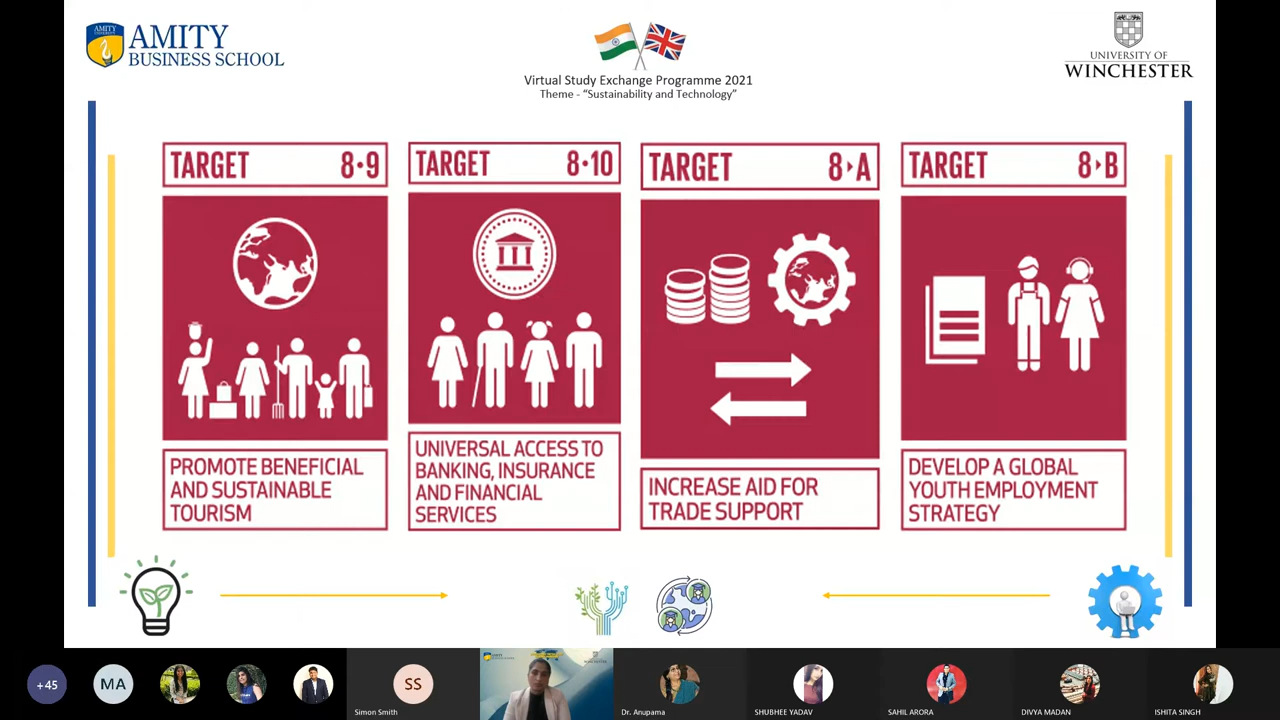 AMITY
BUSINESS SCHOOL
Virtual Study Exchange Programme 2021
Theme - “Sustainability and Technology”
UNIVERSITY OF
WINCHESTER
TARGET 8·9
PROMOTE BENEFICIAL
AND SUSTAINABLE
TOURISM
TARGET 8·10
UNIVERSAL ACCESS TO
BANKING, INSURANCE
AND FINANCIAL
SERVICES
TARGET 8‣A
INCREASE AID FOR
TRADE SUPPORT
TARGET 8‣B
DEVELOP A GLOBAL
YOUTH EMPLOYMENT
STRATEGY
+45
MA
SS
Simon Smith
AMITY
WINCHESTER
Dr. Anupama
SHUBHEE YADAV
SAHIL ARORA
DIVYA MADAN
ISHITA SINGH